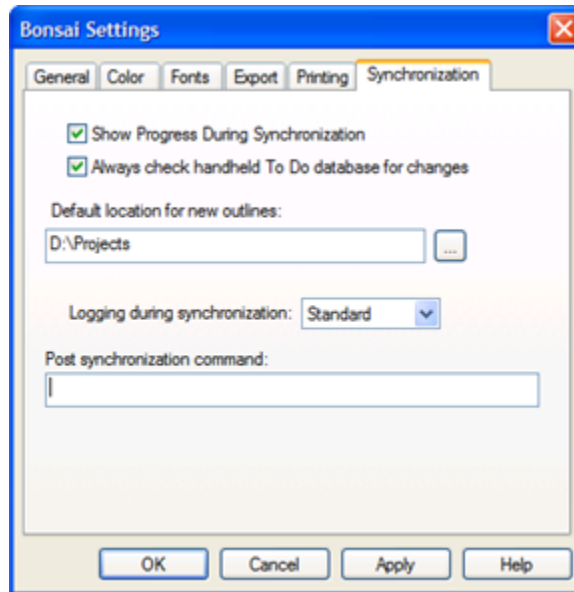 Bonsai Settings
General Color Fonts Export Printing Synchronization
Show Progress During Synchronization
Always check handheld To Do database for changes
Default location for new outlines:
D:\Projects ...
Logging during synchronization: Standard
Post synchronization command:
OK Cancel Apply Help